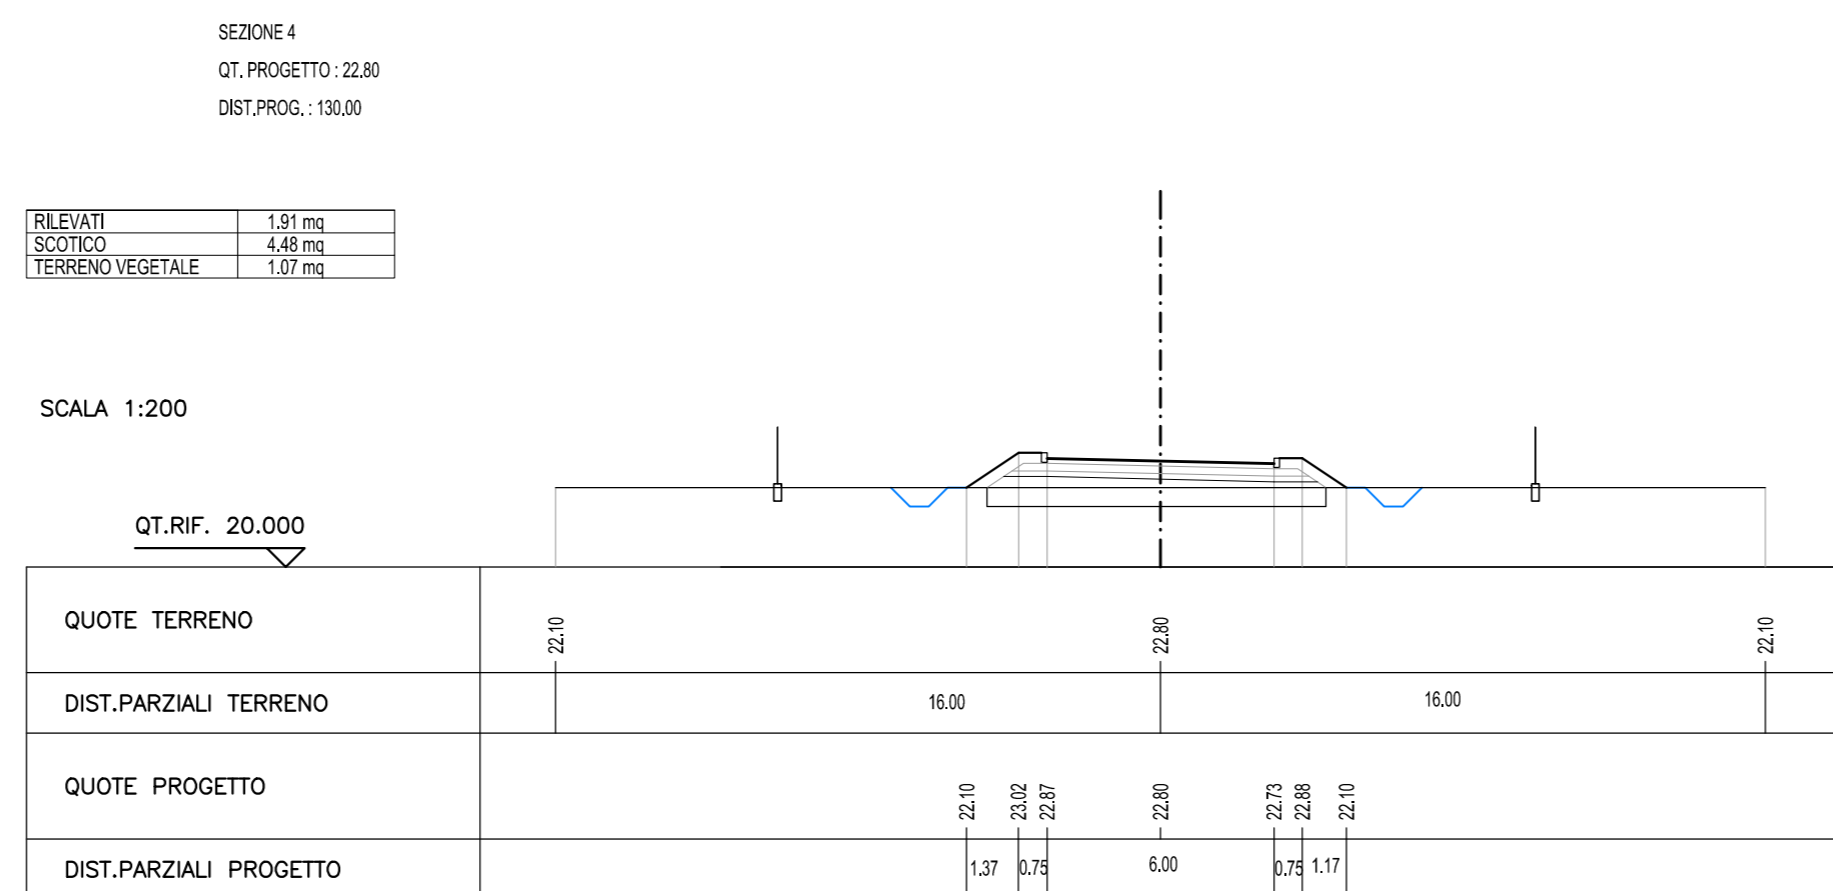 SEZIONE 4
QT. PROGETTO : 22.80
DIST.PROG. : 130.00
RILEVATI 1.91 mq
SCOTICO 4.48 mq
TERRENO VEGETALE 1.07 mq
SCALA 1:200
QT.RIF. 20.000
QUOTE TERRENO 22.10 22.80 22.10
DIST.PARZIALI TERRENO 16.00 16.00
QUOTE PROGETTO 22.10 23.02 22.87 22.80 22.73 22.88 22.10
DIST.PARZIALI PROGETTO 1.37 0.75 6.00 0.75 1.17